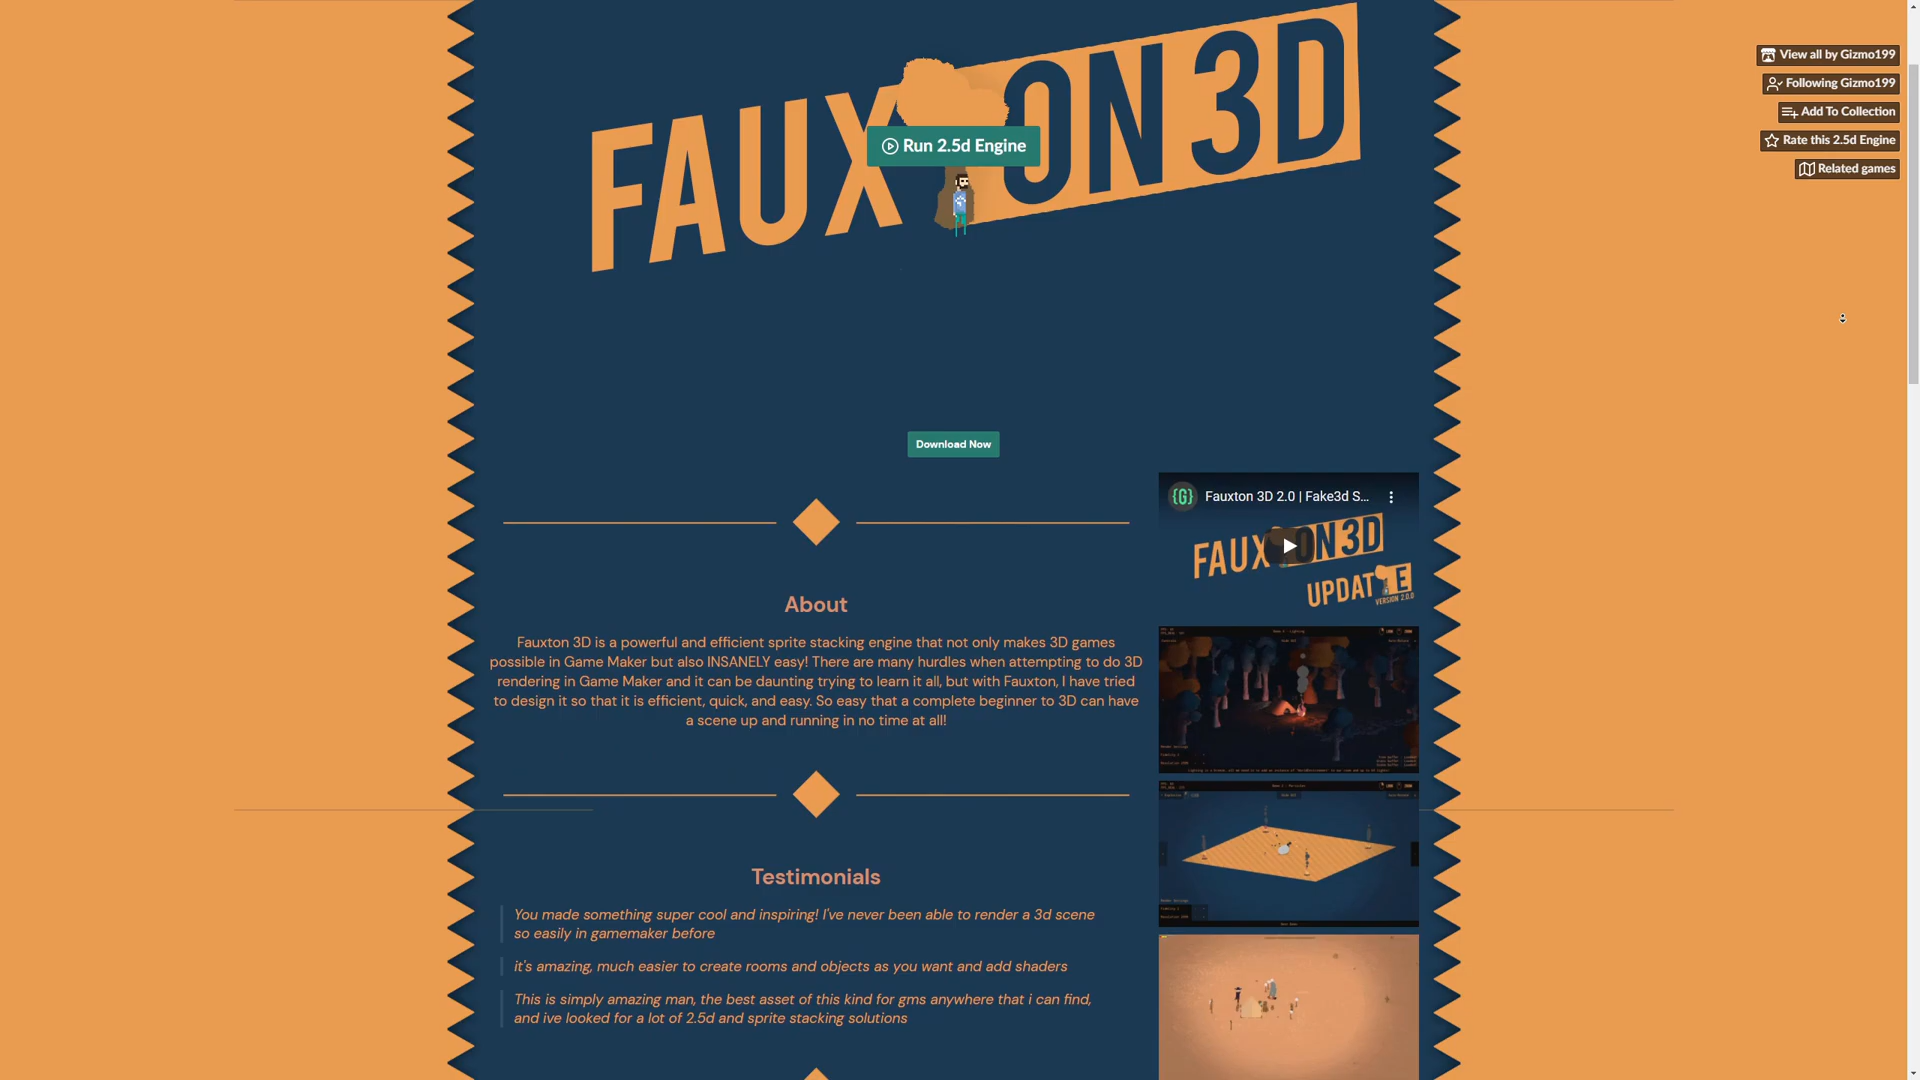 FAUXTON 3D
Run 2.5d Engine
View all by Gizmo199
Following Gizmo199
Add To Collection
Rate this 2.5d Engine
Related games
Download Now
About
Fauxton 3D is a powerful and efficient sprite stacking engine that not only makes 3D games
possible in Game Maker but also INSANELY easy! There are many hurdles when attempting to do 3D
rendering in Game Maker and it can be daunting trying to learn it all, but with Fauxton, I have tried
to design it so that it is efficient, quick, and easy. So easy that a complete beginner to 3D can have
a scene up and running in no time at all!
Testimonials
You made something super cool and inspiring! I've never been able to render a 3d scene
so easily in gamemaker before
it's amazing, much easier to create rooms and objects as you want and add shaders
This is simply amazing man, the best asset of this kind for gms anywhere that i can find,
and ive looked for a lot of 2.5d and sprite stacking solutions
{G}
Fauxton 3D 2.0 | Fake3d S...
FAUXTON 3D
UPDATE
VERSION 2.0.0